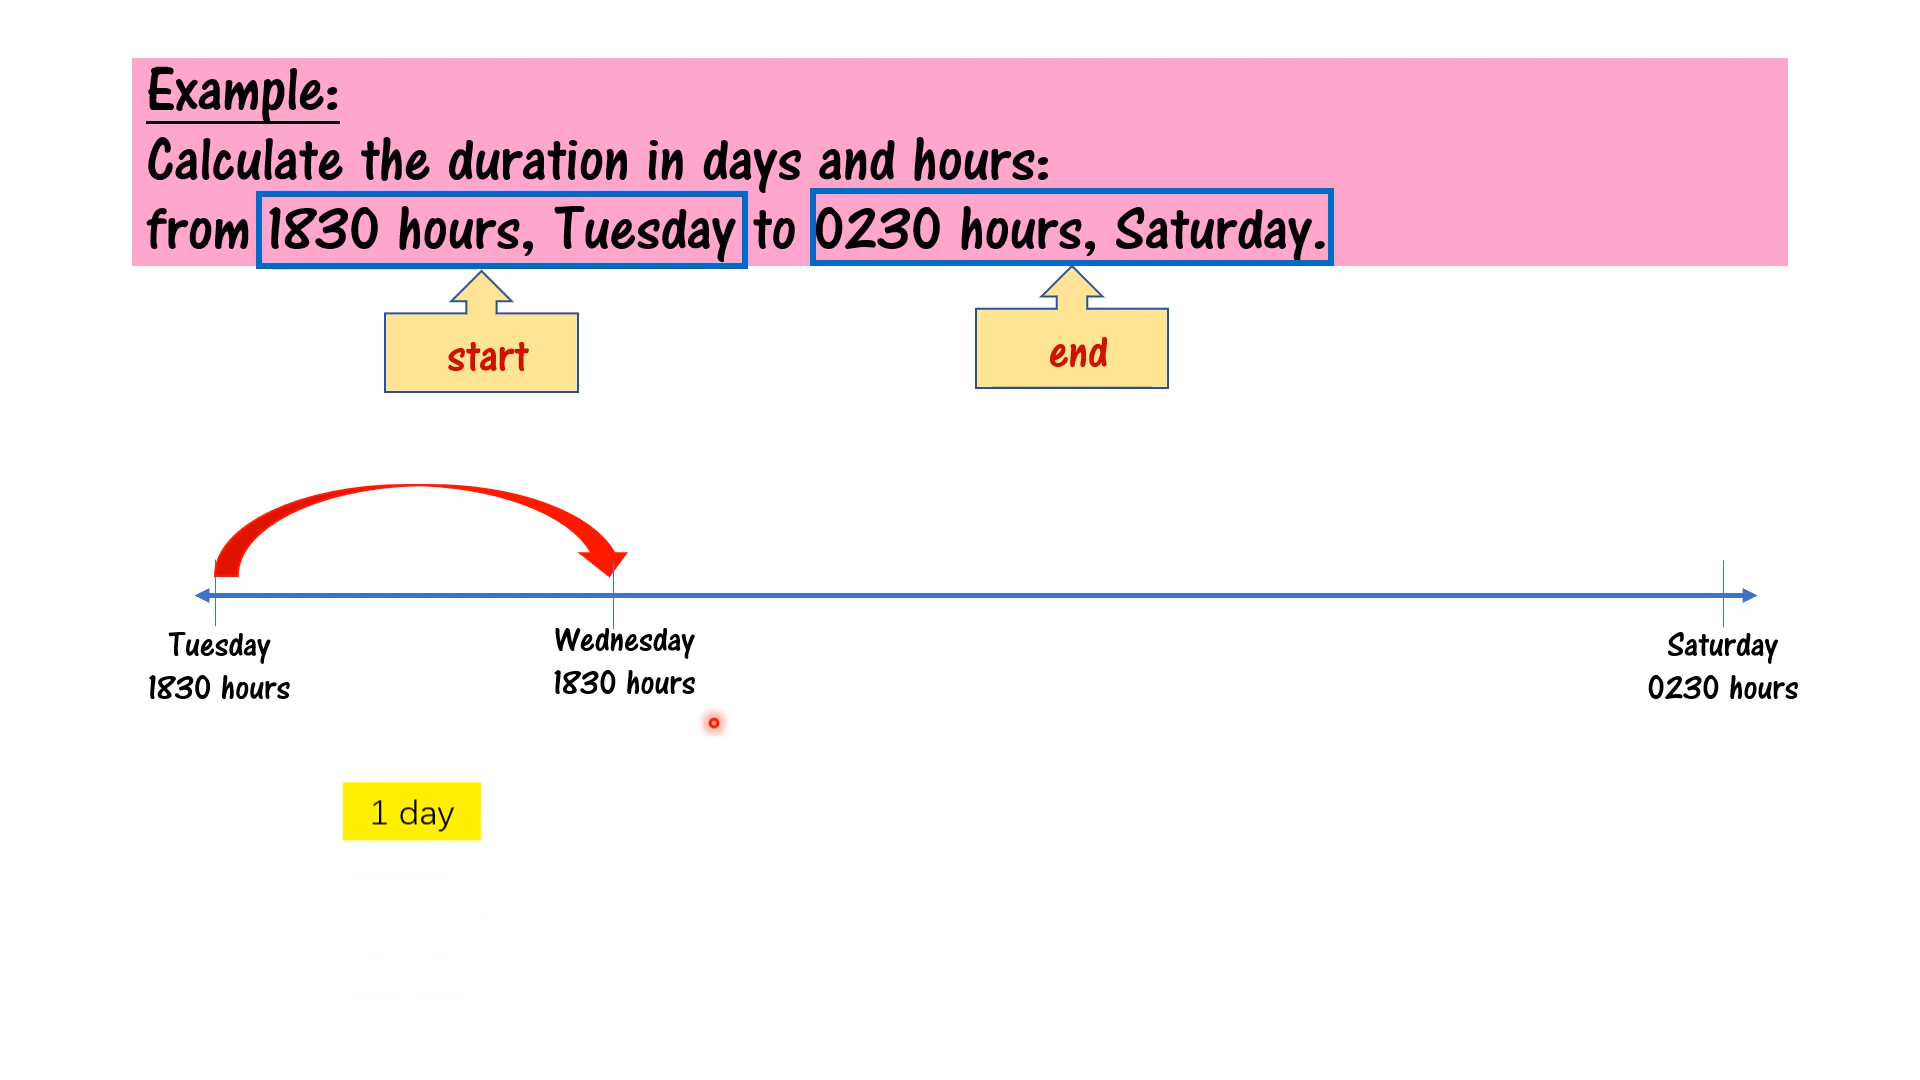 Example:
Calculate the duration in days and hours:
from 1830 hours, Tuesday to 0230 hours, Saturday.
start
end
Tuesday
1830 hours
Wednesday
1830 hours
Saturday
0230 hours
1 day